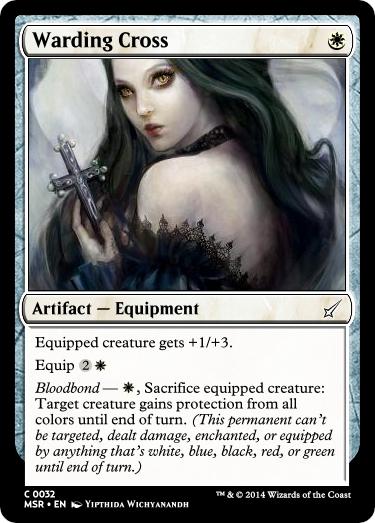 Warding Cross
Artifact — Equipment
Equipped creature gets +1/+3.
Equip 2
Bloodbond — , Sacrifice equipped creature:
Target creature gains protection from all
colors until end of turn. (This permanent can't
be targeted, dealt damage, enchanted, or equipped
by anything that's white, blue, black, red, or green
until end of turn.)
C 0032
MSR • EN Yipthida Wichyanandh
™ & © 2014 Wizards of the Coast